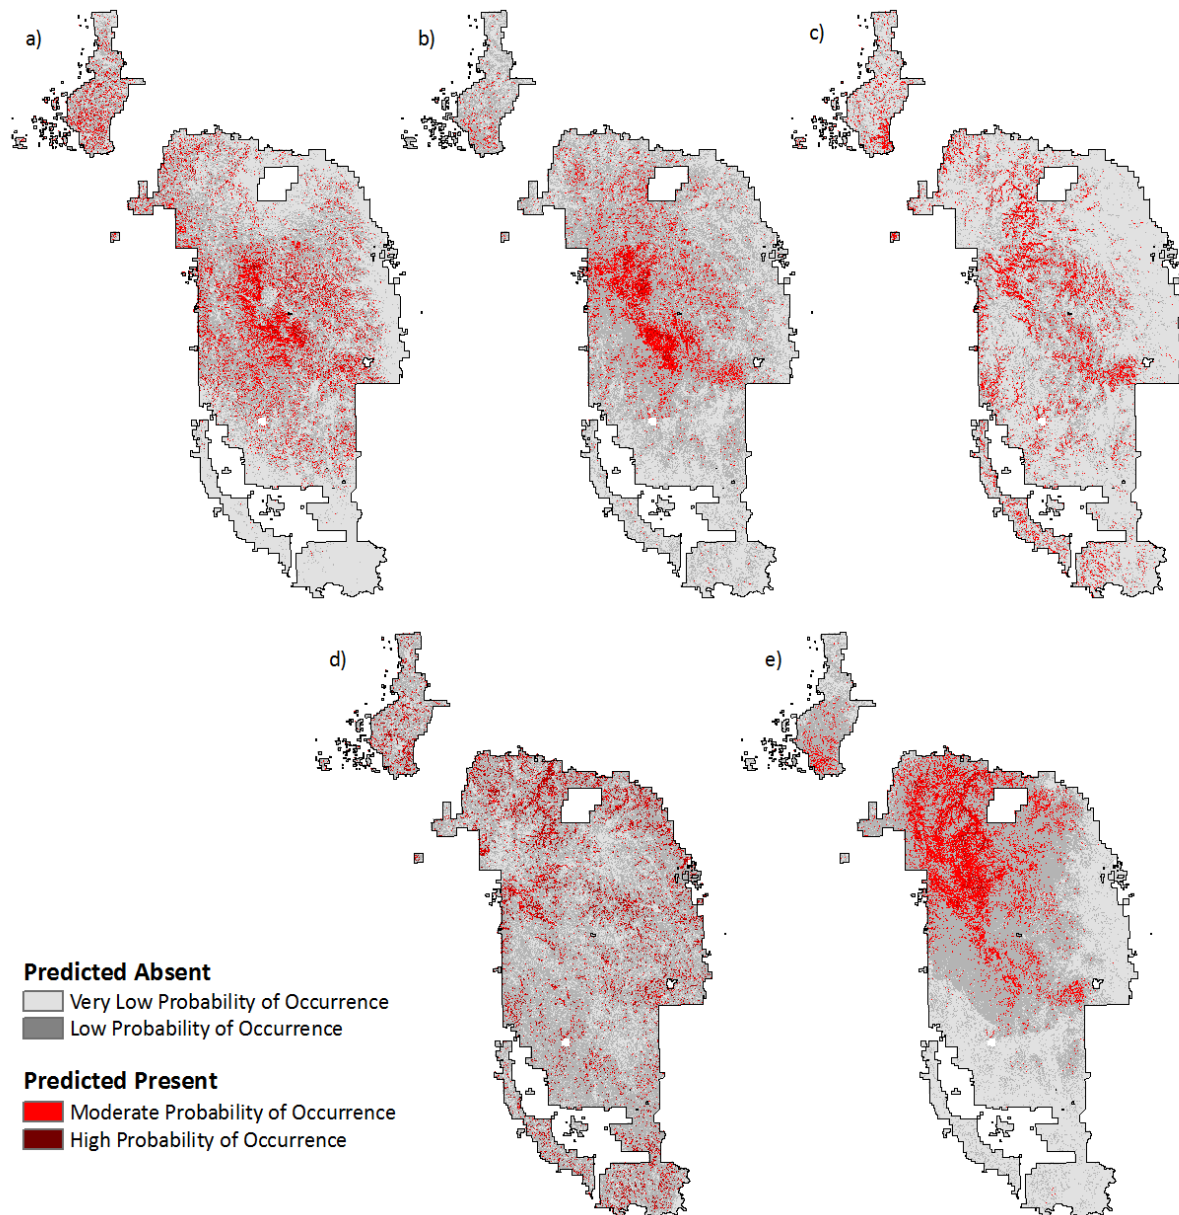 a)
b)
c)
d)
e)
Predicted Absent
Very Low Probability of Occurrence
Low Probability of Occurrence
Predicted Present
Moderate Probability of Occurrence
High Probability of Occurrence